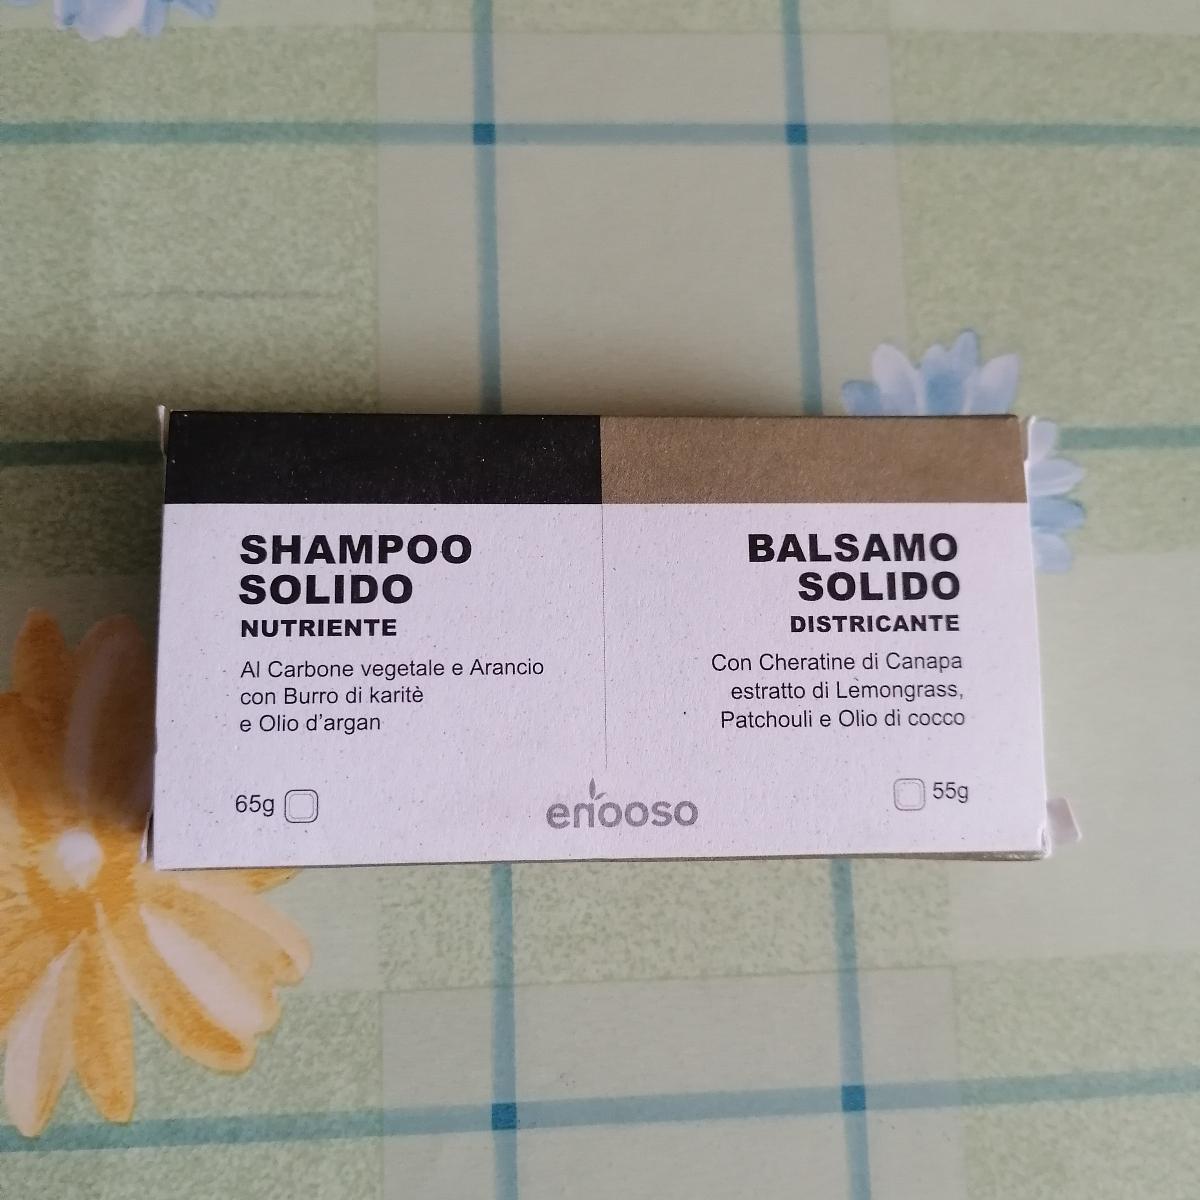 SHAMPOO
SOLIDO
NUTRIENTE
Al Carbone vegetale e Arancio
con Burro di karitè
e Olio d'argan
65g
BALSAMO
SOLIDO
DISTRICANTE
Con Cheratine di Canapa
estratto di Lemongrass,
Patchouli e Olio di cocco
55g
enooso